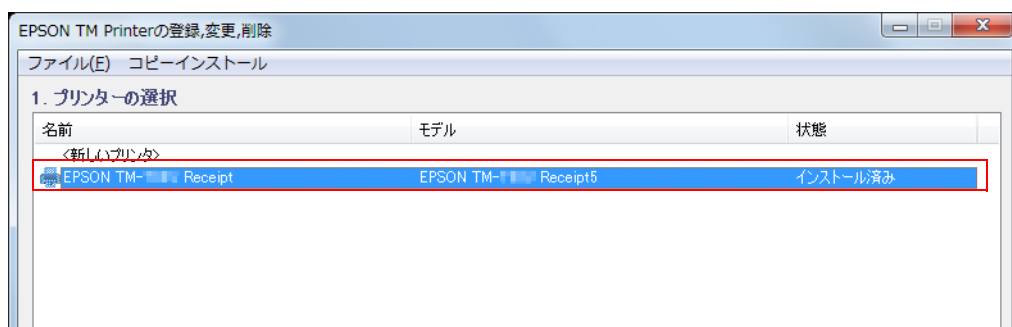 EPSON TM Printerの登録,変更,削除
ファイル(F) コピーインストール
1. プリンターの選択
名前 モデル 状態
<新しいプリンタ>
EPSON TM- Receipt EPSON TM- Receipt5 インストール済み